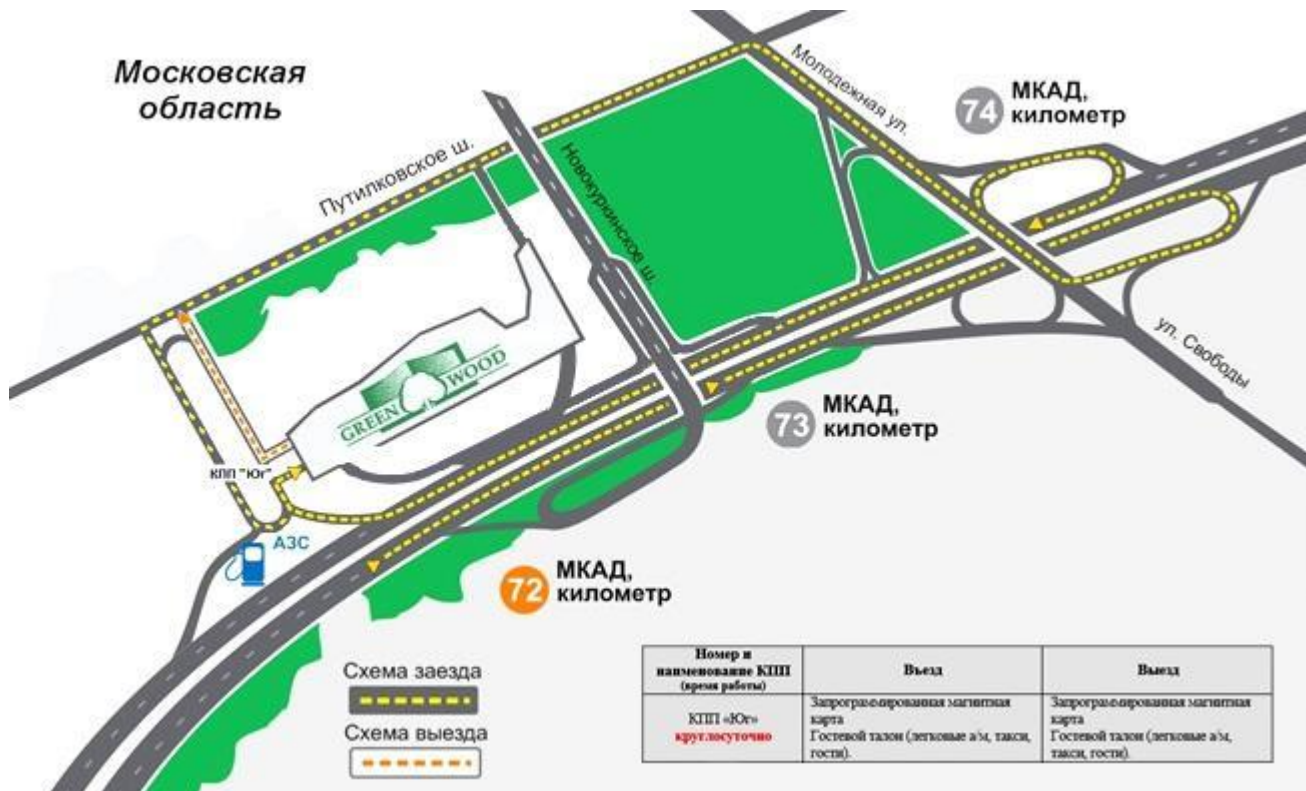 Московская
область
Путилковское ш.
Новокуркинское ш.
Молодежная ул.
74
МКАД,
километр
ул. Свободы
GREEN WOOD
КПП "Юг"
АЗС
73
МКАД,
километр
72
МКАД,
километр
Схема заезда
Схема выезда
Номер и
наименование КПП
(время работы)
Въезд
Выезд
КПП «Юг»
круглосуточно
Запрограммированная магнитная
карта
Гостевой талон (легковые а/м, такси,
гости).
Запрограммированная магнитная
карта
Гостевой талон (легковые а/м,
такси, гости).